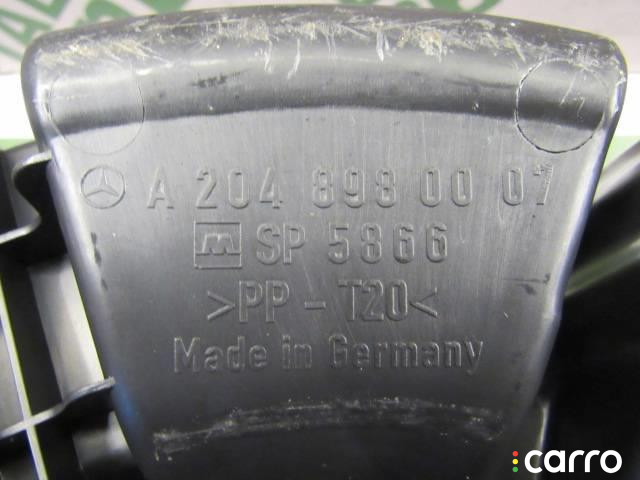 A 204 898 00 07
m SP 5866
>PP - T20<
Made in Germany
carro